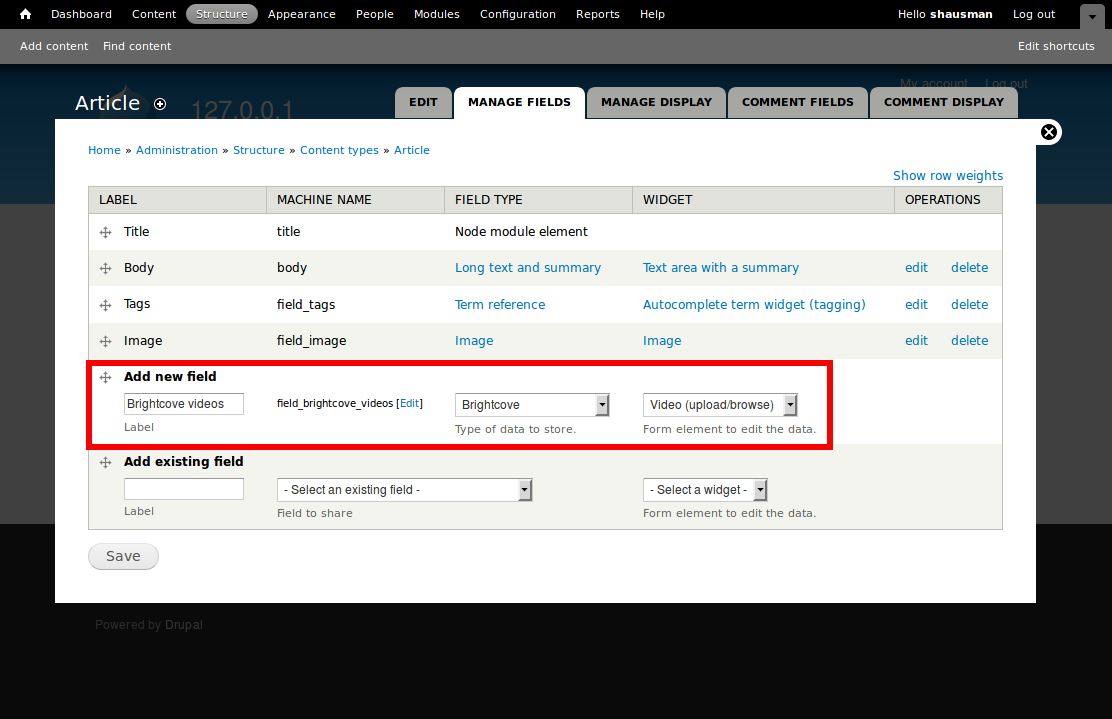 Dashboard Content Structure Appearance People Modules Configuration Reports Help Hello shausman Log out
Add content Find content Edit shortcuts
My account Log out
Article 127.0.0.1 EDIT MANAGE FIELDS MANAGE DISPLAY COMMENT FIELDS COMMENT DISPLAY
Home » Administration » Structure » Content types » Article
Show row weights
LABEL MACHINE NAME FIELD TYPE WIDGET OPERATIONS
Title title Node module element
Body body Long text and summary Text area with a summary edit delete
Tags field_tags Term reference Autocomplete term widget (tagging) edit delete
Image field_image Image Image edit delete
Add new field
Brightcove videos field_brightcove_videos [Edit] Brightcove Video (upload/browse)
Label Type of data to store. Form element to edit the data.
Add existing field
- Select an existing field - - Select a widget -
Label Field to share Form element to edit the data.
Save
Powered by Drupal